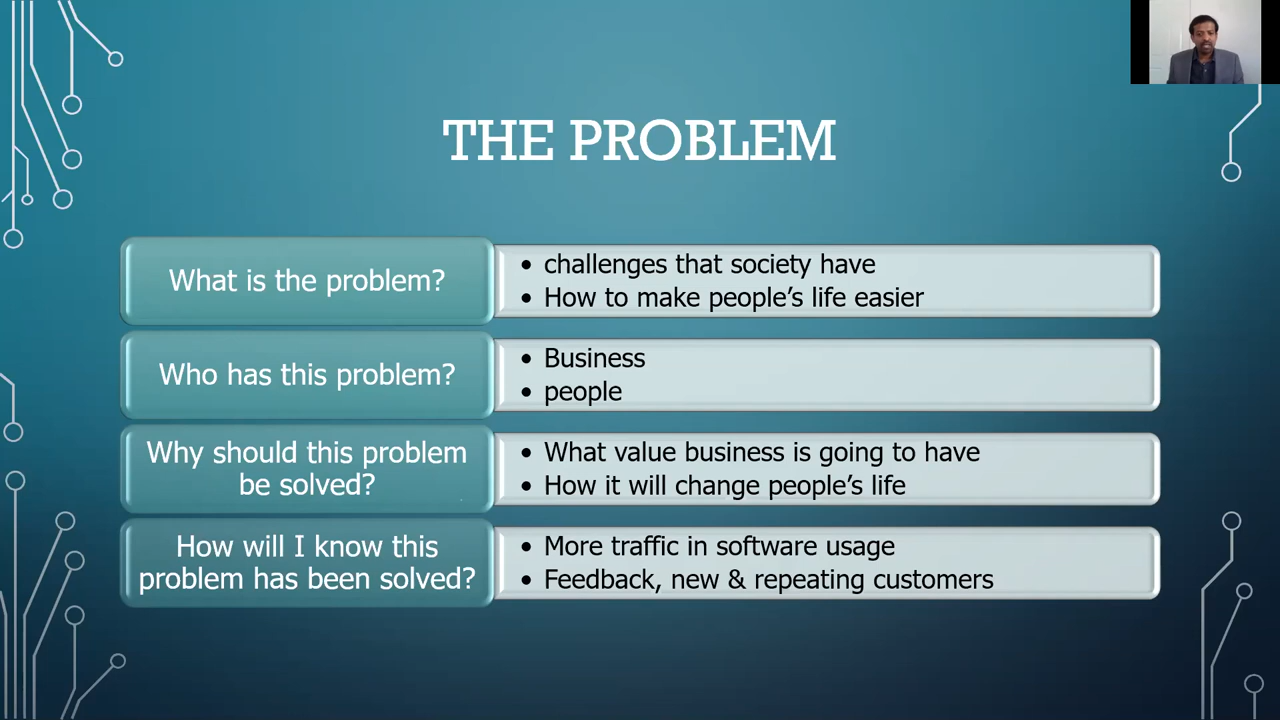 THE PROBLEM
What is the problem?
• challenges that society have
• How to make people's life easier
Who has this problem?
• Business
• people
Why should this problem
be solved?
• What value business is going to have
• How it will change people's life
How will I know this
problem has been solved?
• More traffic in software usage
• Feedback, new & repeating customers